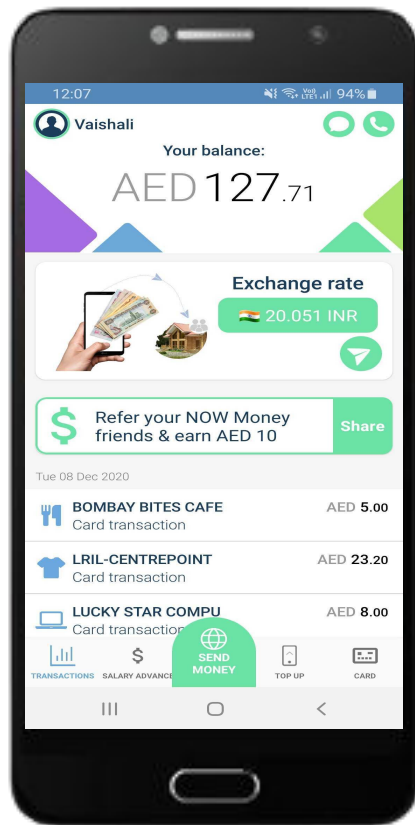 12:07
Vo))
LTE1
94%
Vaishali
Your balance:
AED 127.71
Exchange rate
20.051 INR
$ Refer your NOW Money
friends & earn AED 10
Share
Tue 08 Dec 2020
BOMBAY BITES CAFE AED 5.00
Card transaction
LRIL-CENTREPOINT AED 23.20
Card transaction
LUCKY STAR COMPU AED 8.00
Card transaction
TRANSACTIONS
$
SALARY ADVANCE
SEND
MONEY
TOP UP
CARD